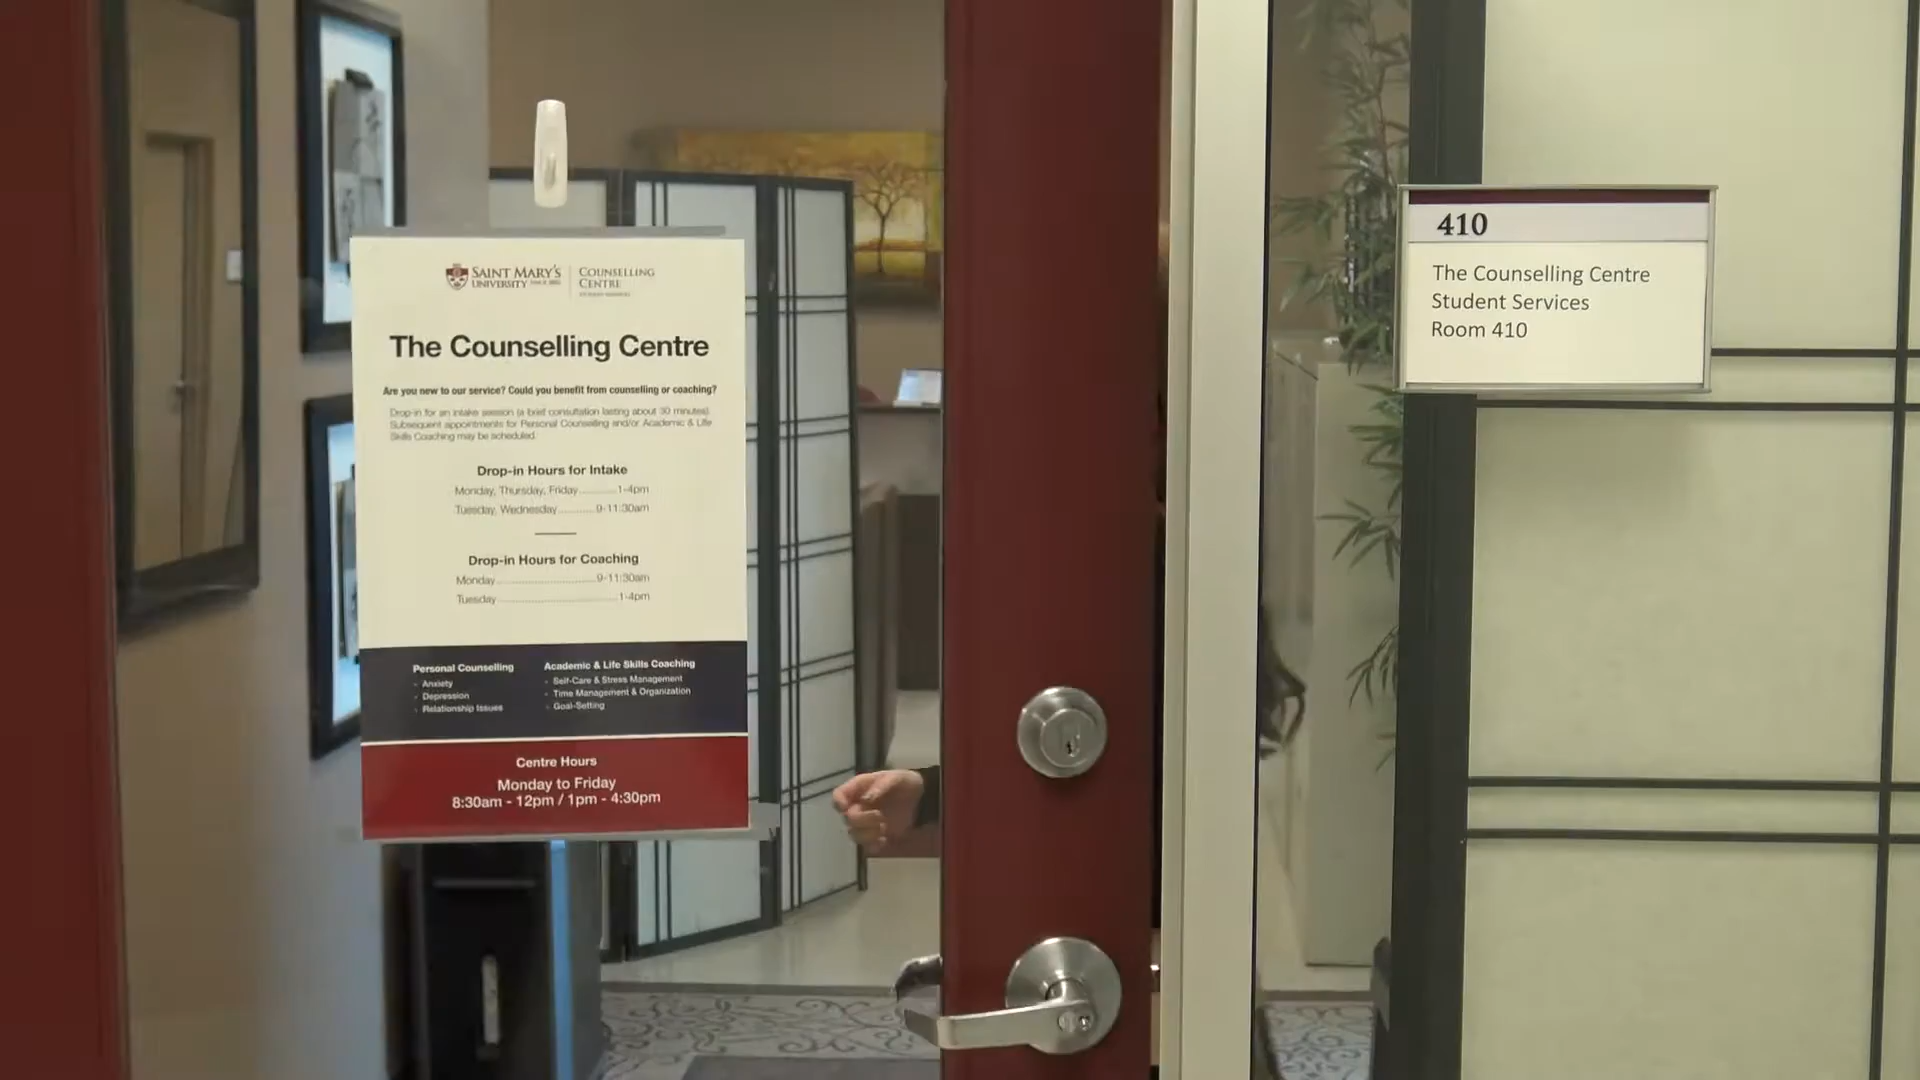 SAINT MARY'S
UNIVERSITY
COUNSELLING
CENTRE
The Counselling Centre
Are you new to our service? Could you benefit from counselling or coaching?
Drop-in for an intake session (a brief consultation lasting about 30 minutes).
Subsequent appointments for Personal Counselling and/or Academic & Life
Skills Coaching may be scheduled.
Drop-in Hours for Intake
Monday, Thursday, Friday..........1-4pm
Tuesday, Wednesday..........9-11:30am
Drop-in Hours for Coaching
Monday..........9-11:30am
Tuesday..........1-4pm
Personal Counselling
- Anxiety
- Depression
- Relationship Issues
Academic & Life Skills Coaching
- Self-Care & Stress Management
- Time Management & Organization
- Goal-Setting
Centre Hours
Monday to Friday
8:30am - 12pm / 1pm - 4:30pm
410
The Counselling Centre
Student Services
Room 410